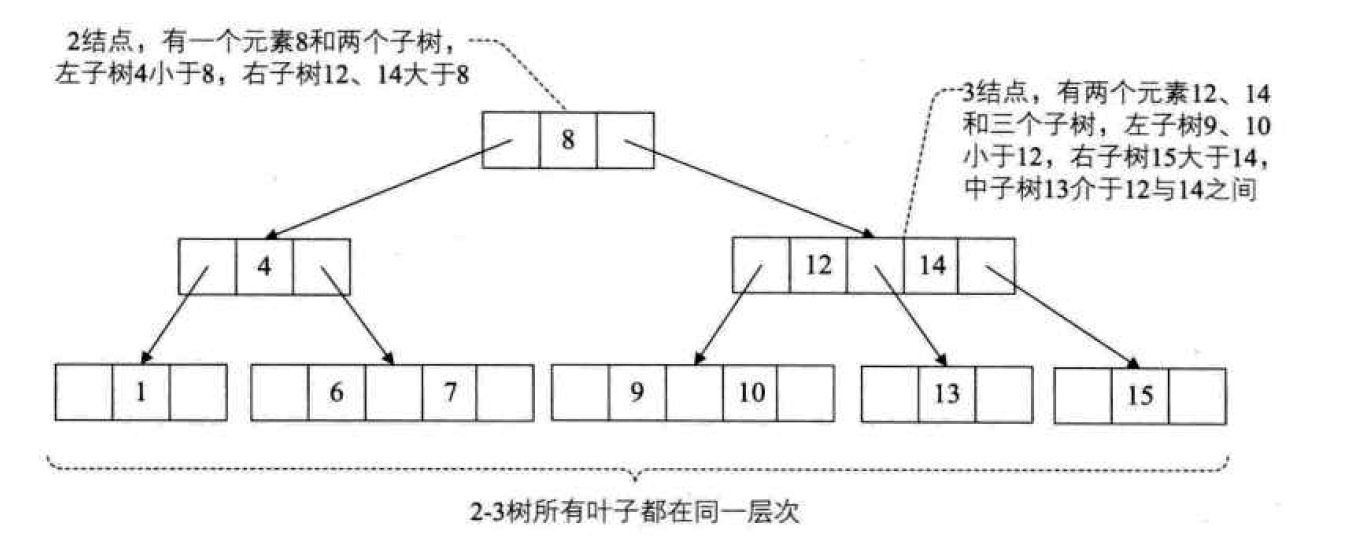 2结点，有一个元素8和两个子树，
左子树4小于8，右子树12、14大于8
3结点，有两个元素12、14
和三个子树，左子树9、10
小于12，右子树15大于14，
中子树13介于12与14之间
8
4
12 14
1
6 7
9 10
13
15
2-3树所有叶子都在同一层次